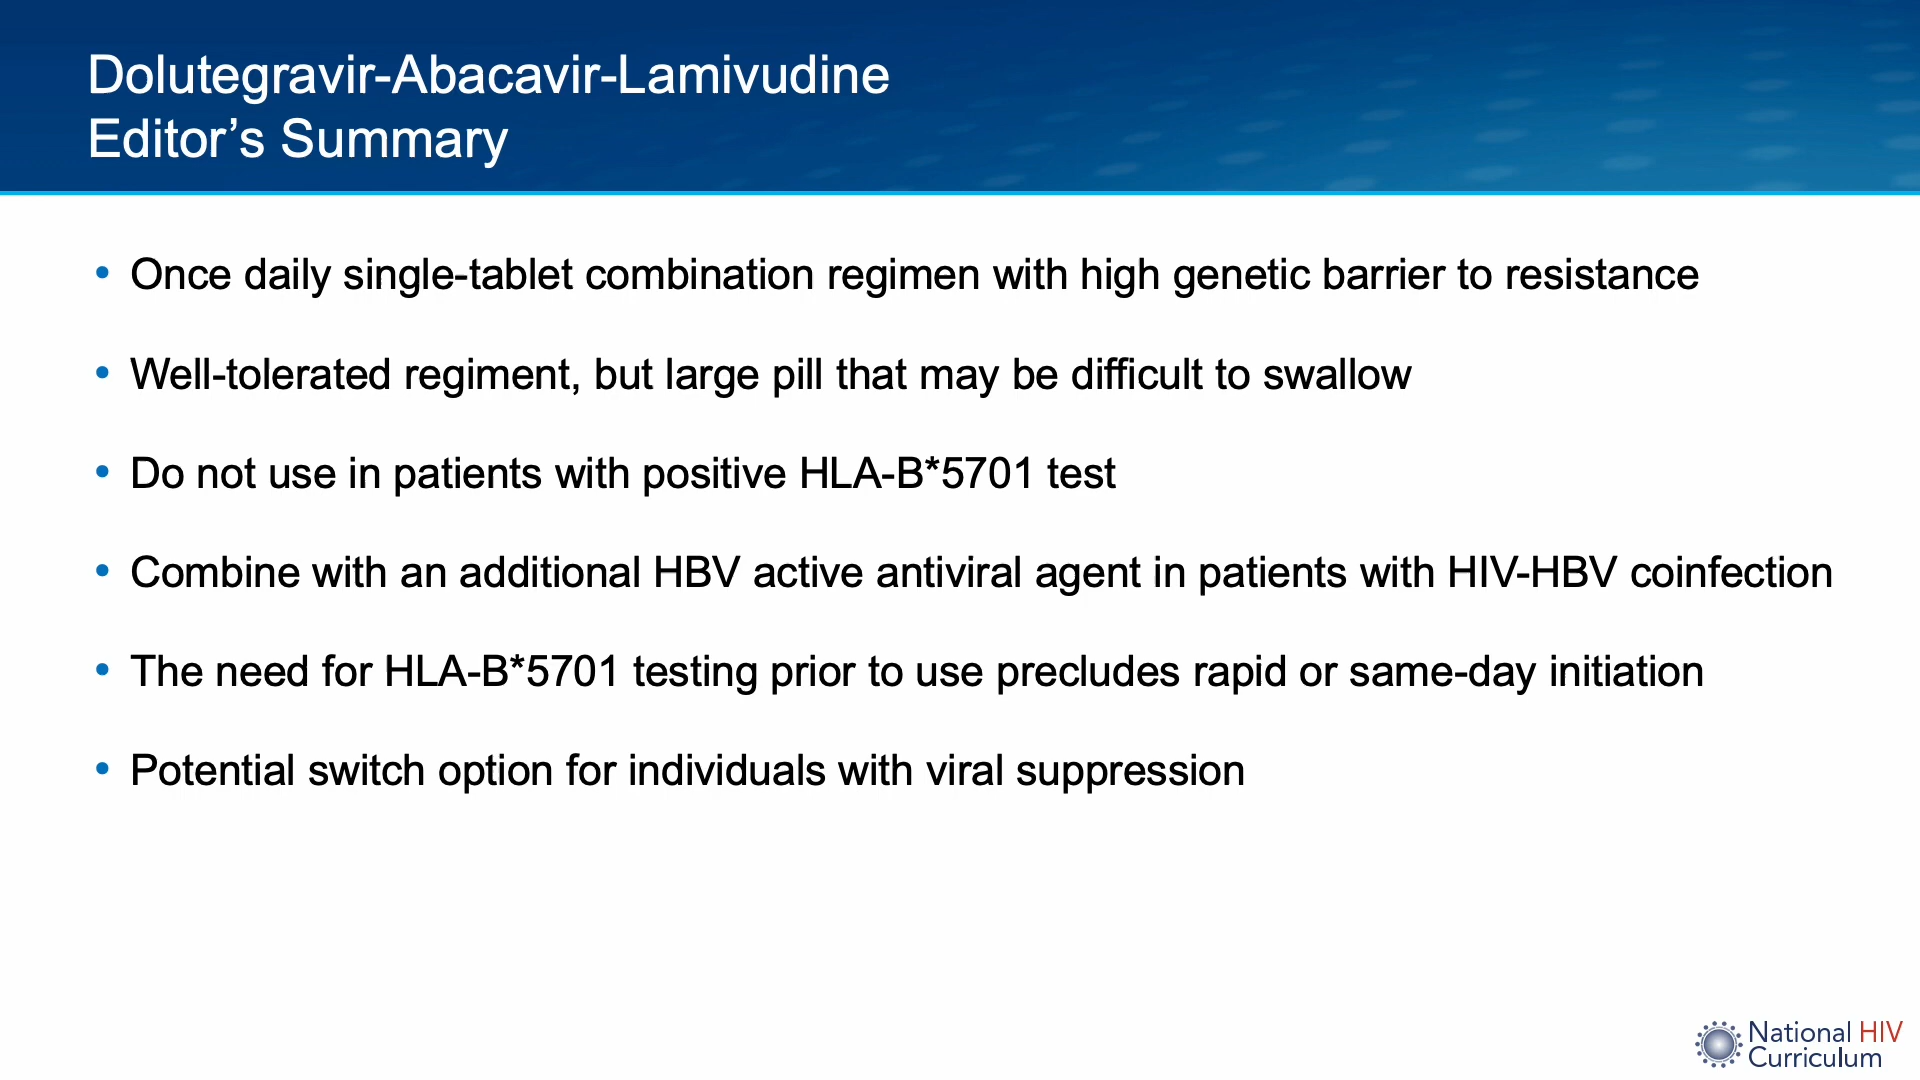 Dolutegravir-Abacavir-Lamivudine
Editor’s Summary
• Once daily single-tablet combination regimen with high genetic barrier to resistance
• Well-tolerated regiment, but large pill that may be difficult to swallow
• Do not use in patients with positive HLA-B*5701 test
• Combine with an additional HBV active antiviral agent in patients with HIV-HBV coinfection
• The need for HLA-B*5701 testing prior to use precludes rapid or same-day initiation
• Potential switch option for individuals with viral suppression
National HIV
Curriculum